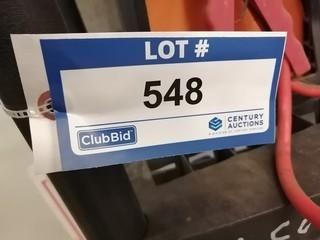 LOT #
548
ClubBid
CENTURY
AUCTIONS